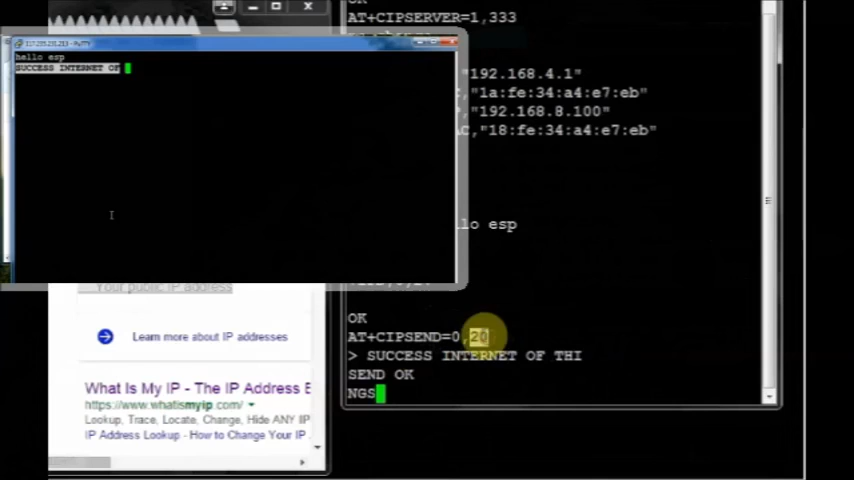 AT+CIPSERVER=1,333
"192.168.4.1"
"1a:fe:34:a4:e7:eb"
"192.168.8.100"
C,"18:fe:34:a4:e7:eb"
lo esp
OK
AT+CIPSEND=0,20
> SUCCESS INTERNET OF THI
SEND OK
NGS
PuTTY
hello esp
SUCCESS INTERNET OF
Your public IP address
Learn more about IP addresses
What Is My IP - The IP Address E
https://www.whatismyip.com/
Lookup, Trace, Locate, Change, Hide ANY IP
IP Address Lookup - How to Change Your IP